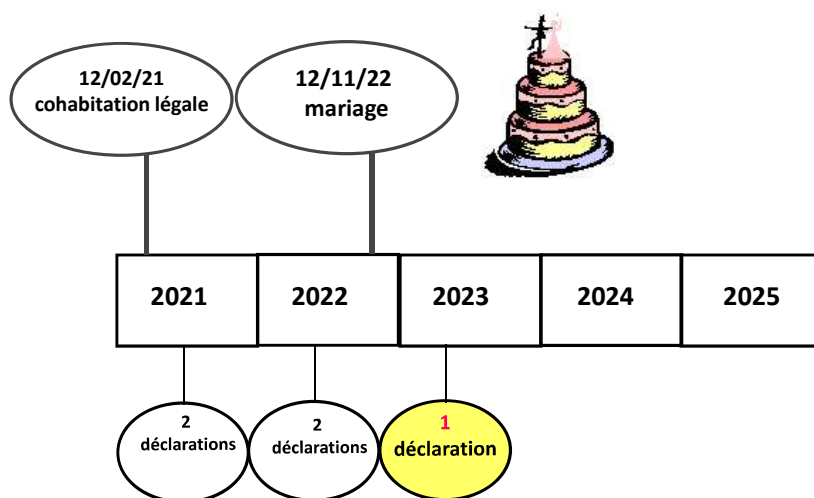 12/02/21
cohabitation légale
12/11/22
mariage
2021
2022
2023
2024
2025
2
déclarations
2
déclarations
1
déclaration